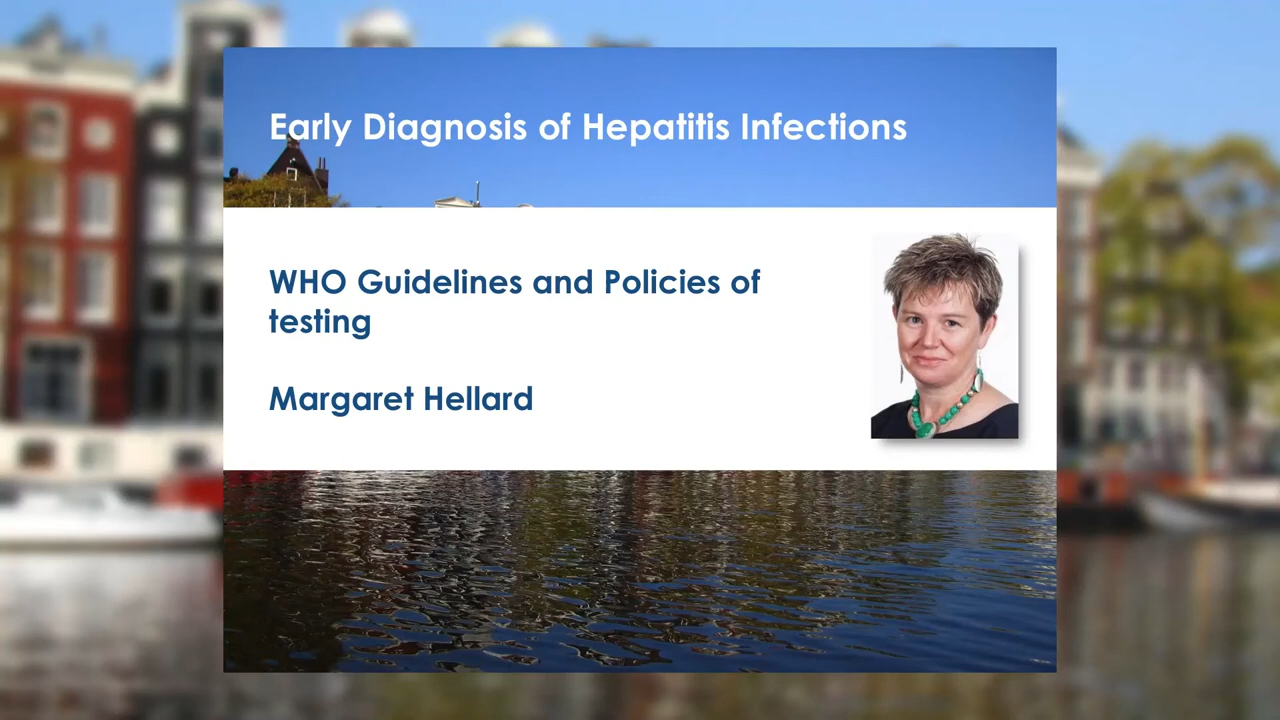 Early Diagnosis of Hepatitis Infections
WHO Guidelines and Policies of
testing
Margaret Hellard